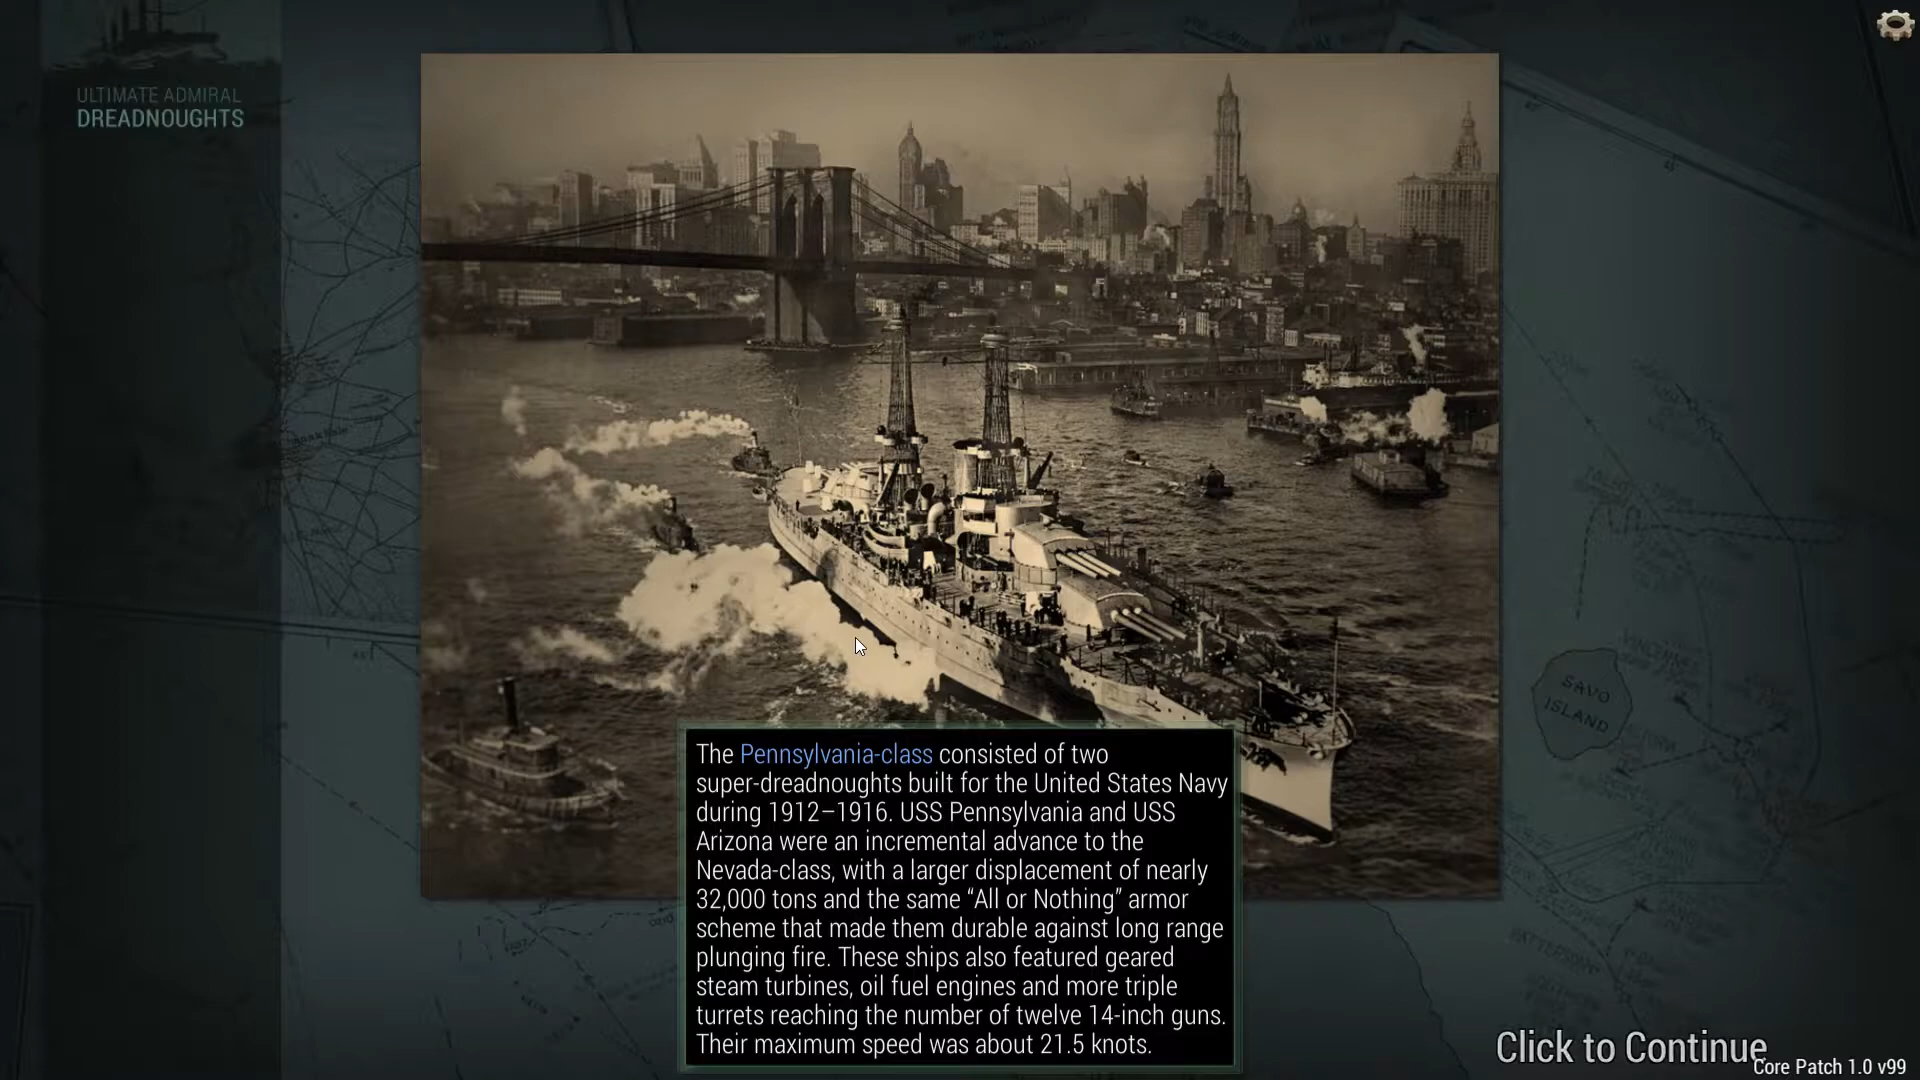 ULTIMATE ADMIRAL
DREADNOUGHTS
The Pennsylvania-class consisted of two
super-dreadnoughts built for the United States Navy
during 1912–1916. USS Pennsylvania and USS
Arizona were an incremental advance to the
Nevada-class, with a larger displacement of nearly
32,000 tons and the same “All or Nothing” armor
scheme that made them durable against long range
plunging fire. These ships also featured geared
steam turbines, oil fuel engines and more triple
turrets reaching the number of twelve 14-inch guns.
Their maximum speed was about 21.5 knots.
SAVO
ISLAND
Click to Continue
Core Patch 1.0 v99